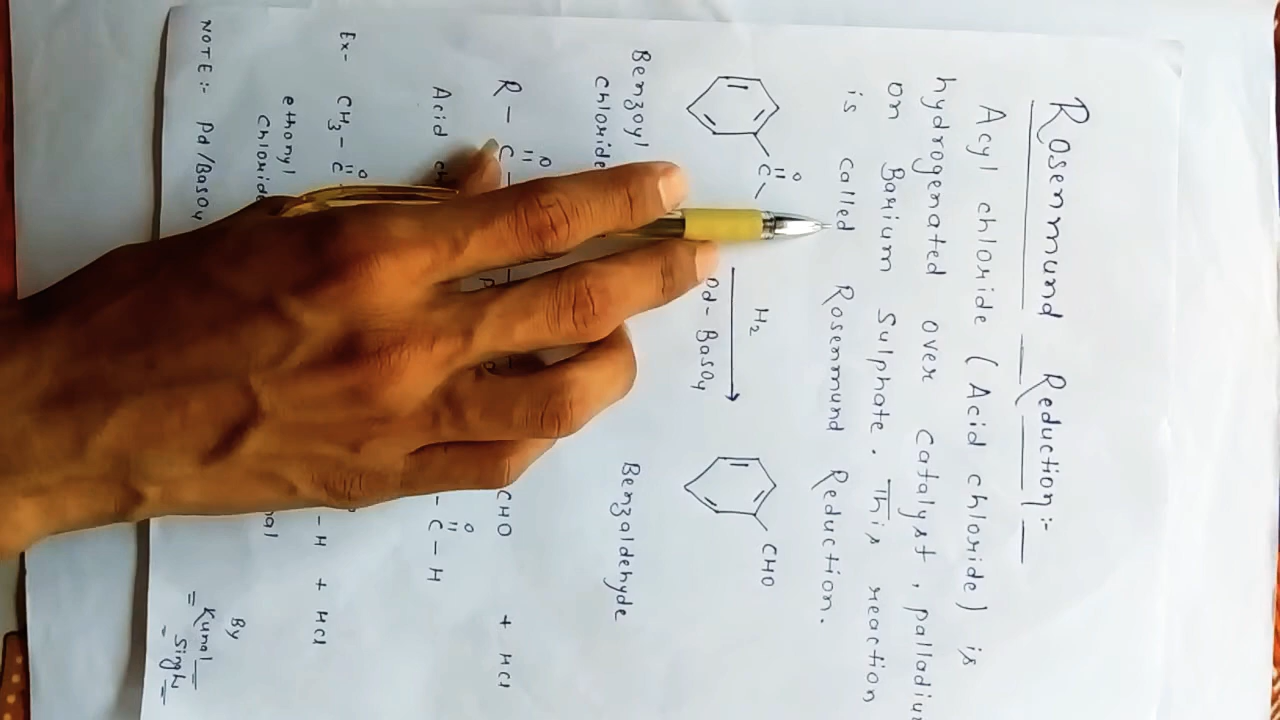 Rosenmund Reduction:-
Acyl chloride (Acid chloride) is
hydrogenated over catalyst, palladium
on Barium Sulphate. This reaction
is called Rosenmund Reduction.
O
C -
H2
Pd-BaSO4
CHO
Benzoyl
chloride
Benzaldehyde
O
R - C -
CHO + HCl
Acid
O
- C - H
Ex- CH3 - C
O
- H + HCl
ethonyl
chloride
NOTE:- Pd/BaSO4
By
Kunal
Singh